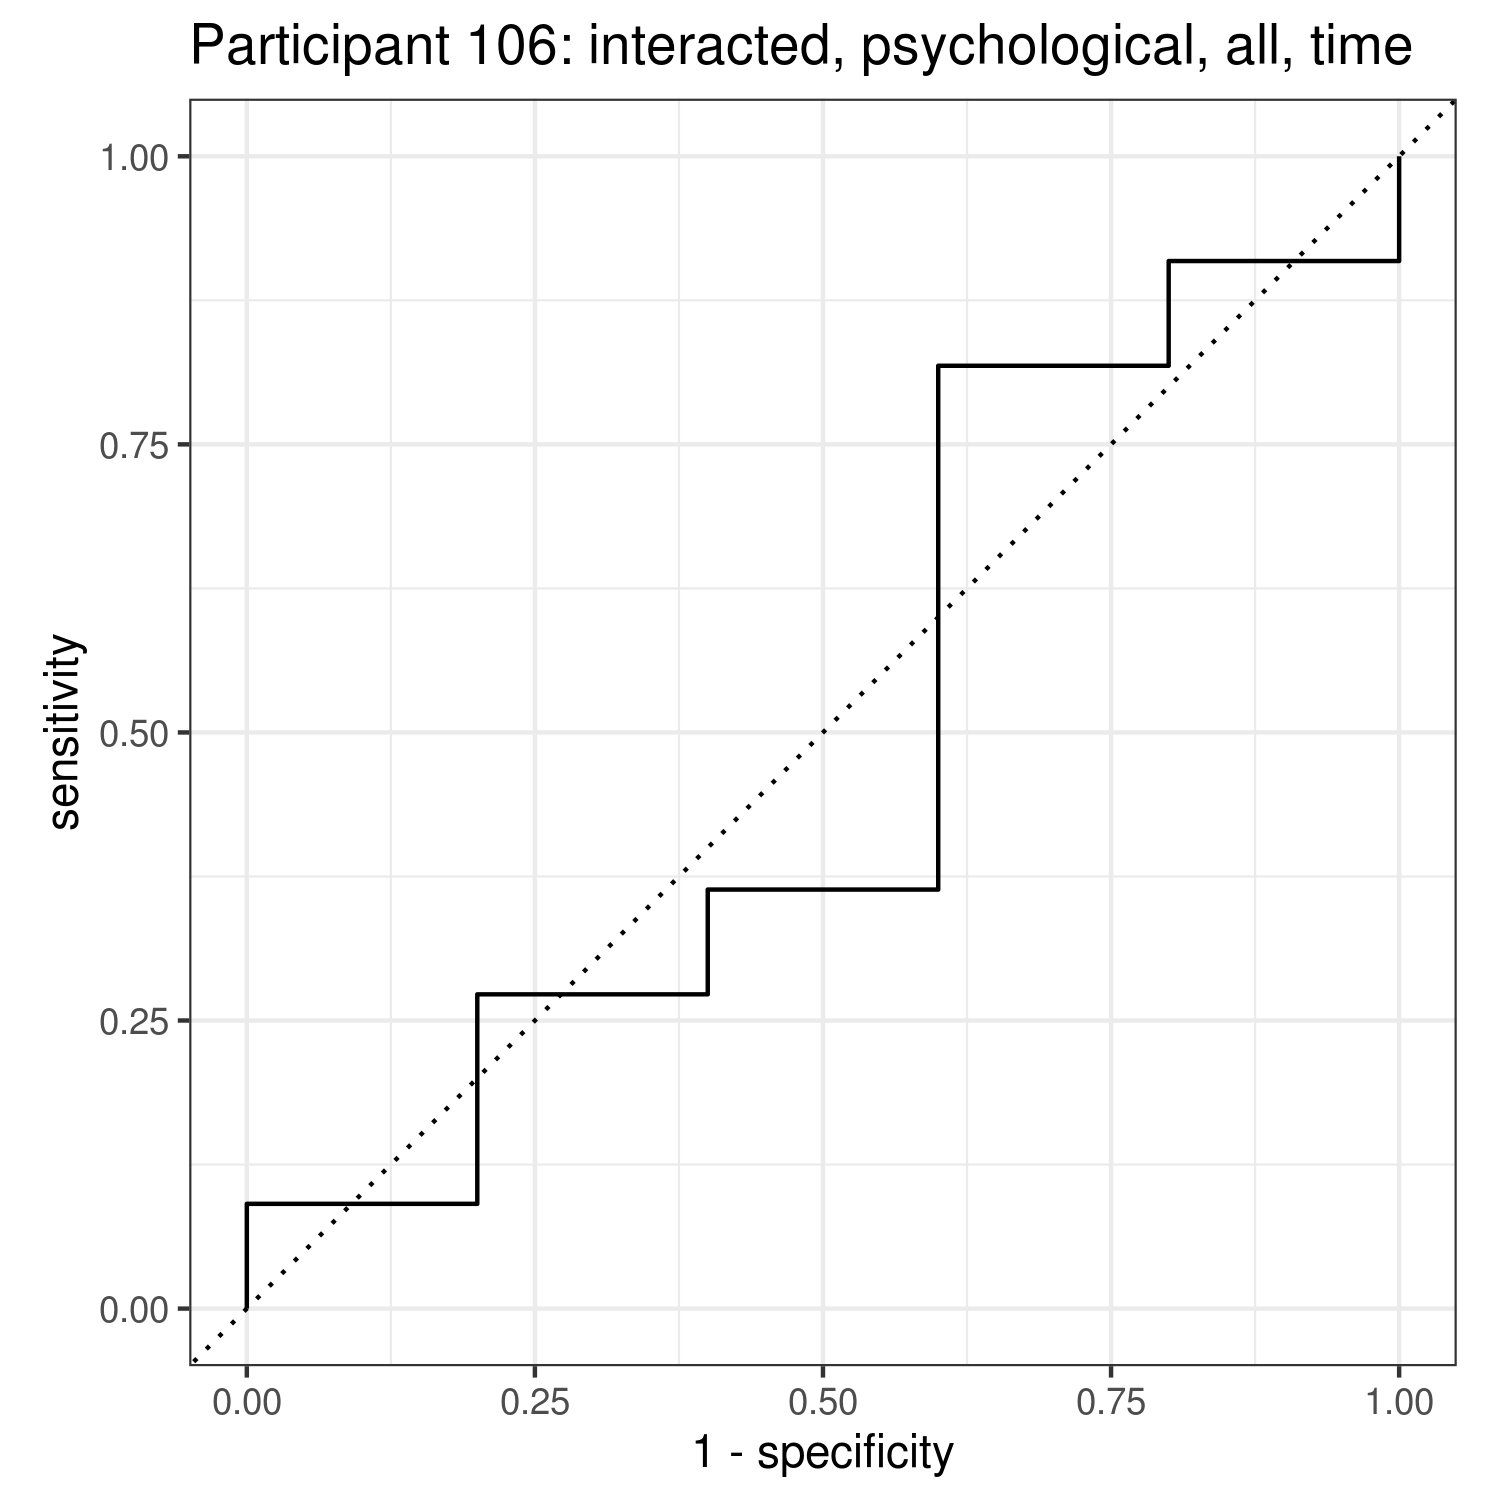 Participant 106: interacted, psychological, all, time
1.00
0.75
0.50
0.25
0.00
sensitivity
0.00 0.25 0.50 0.75 1.00
1 - specificity